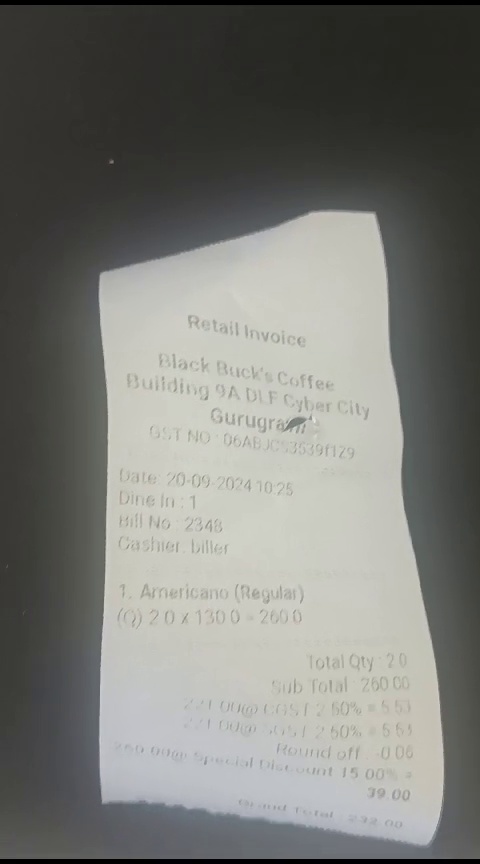 Retail Invoice
Black Buck's Coffee
Building 9A DLF Cyber City
Gurugram
GST NO : 06ABJCS3539f1Z9
Date: 20-09-2024 10:25
Dine In : 1
Bill No : 2348
Cashier: biller
1. Americano (Regular)
(Q) 2.0 x 130.0 = 260.0
Total Qty : 2.0
Sub Total : 260.00
221.00@ CGST 2.50% = 5.53
221.00@ SGST 2.50% = 5.53
Round off : -0.06
260.00@ Special Discount 15.00% =
39.00
Grand Total : 232.00